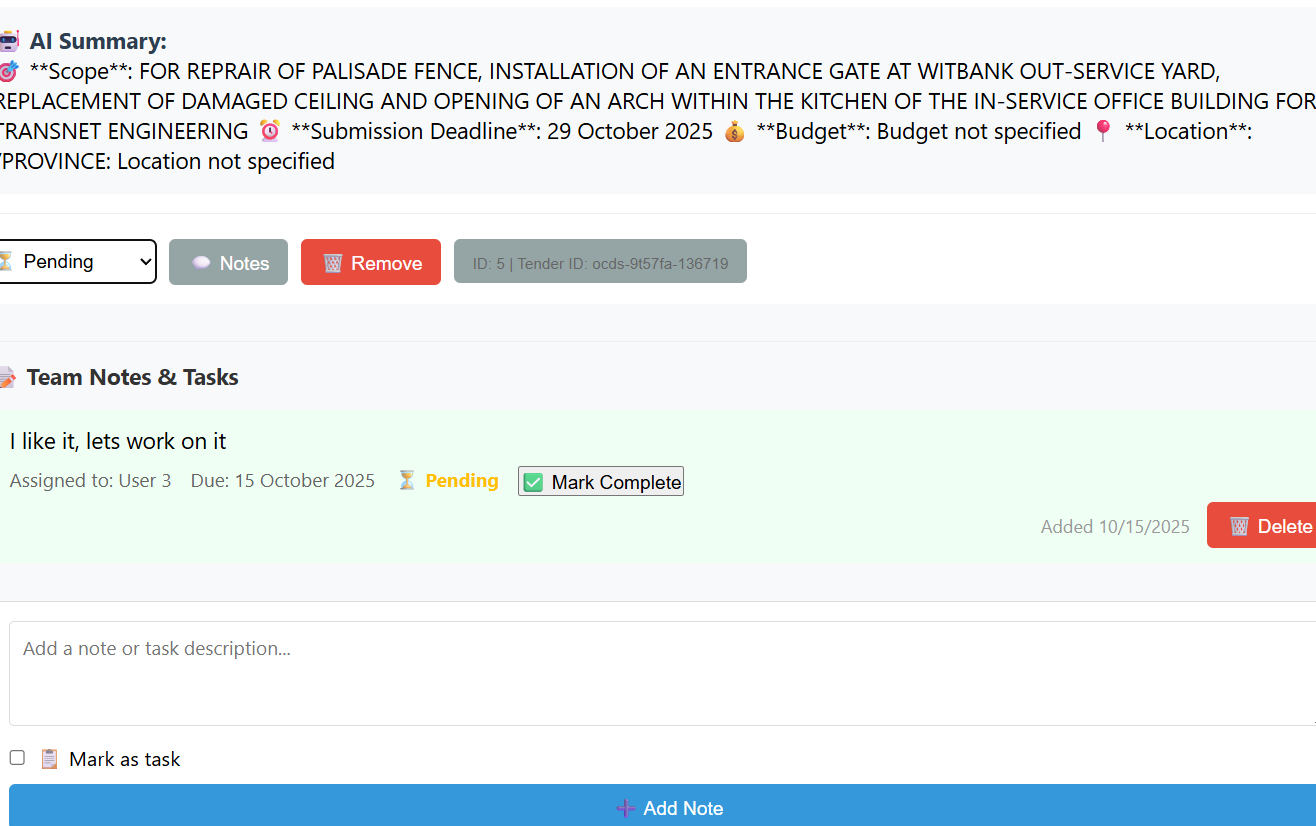 🤖 AI Summary:
🎯 **Scope**: FOR REPRAIR OF PALISADE FENCE, INSTALLATION OF AN ENTRANCE GATE AT WITBANK OUT-SERVICE YARD,
REPLACEMENT OF DAMAGED CEILING AND OPENING OF AN ARCH WITHIN THE KITCHEN OF THE IN-SERVICE OFFICE BUILDING FOR
TRANSNET ENGINEERING ⏰ **Submission Deadline**: 29 October 2025 💰 **Budget**: Budget not specified 📍 **Location**:
/PROVINCE: Location not specified
⏳ Pending
💬 Notes
🗑️ Remove
ID: 5 | Tender ID: ocds-9t57fa-136719
📝 Team Notes & Tasks
I like it, lets work on it
Assigned to: User 3 Due: 15 October 2025 ⏳ Pending ✅ Mark Complete
Added 10/15/2025 🗑️ Delete
Add a note or task description...
📋 Mark as task
➕ Add Note